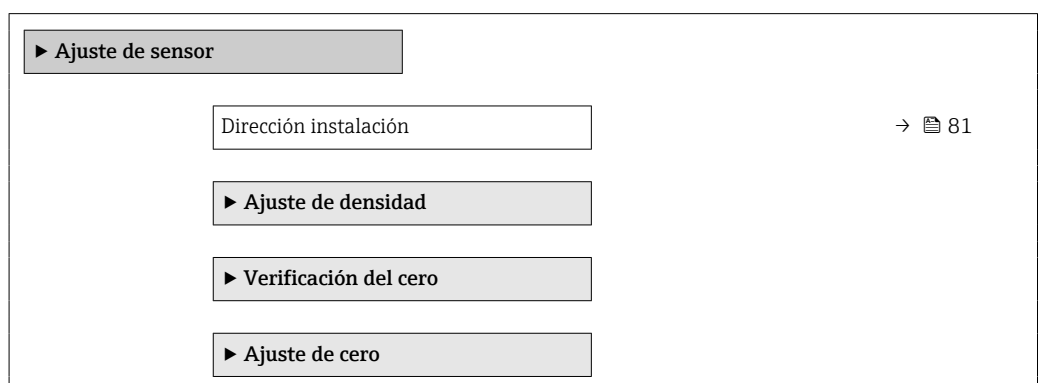 ▶ Ajuste de sensor
Dirección instalación → 81
▶ Ajuste de densidad
▶ Verificación del cero
▶ Ajuste de cero